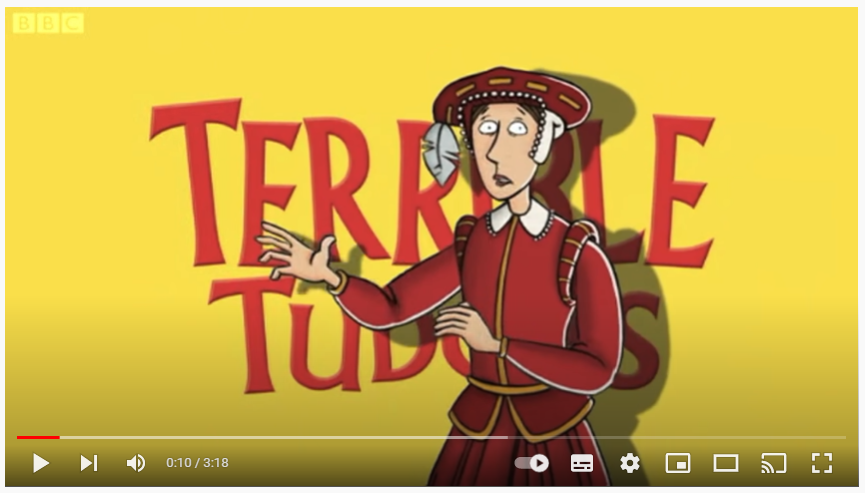 BBC
TERRIBLE
TUDORS
0:10 / 3:18